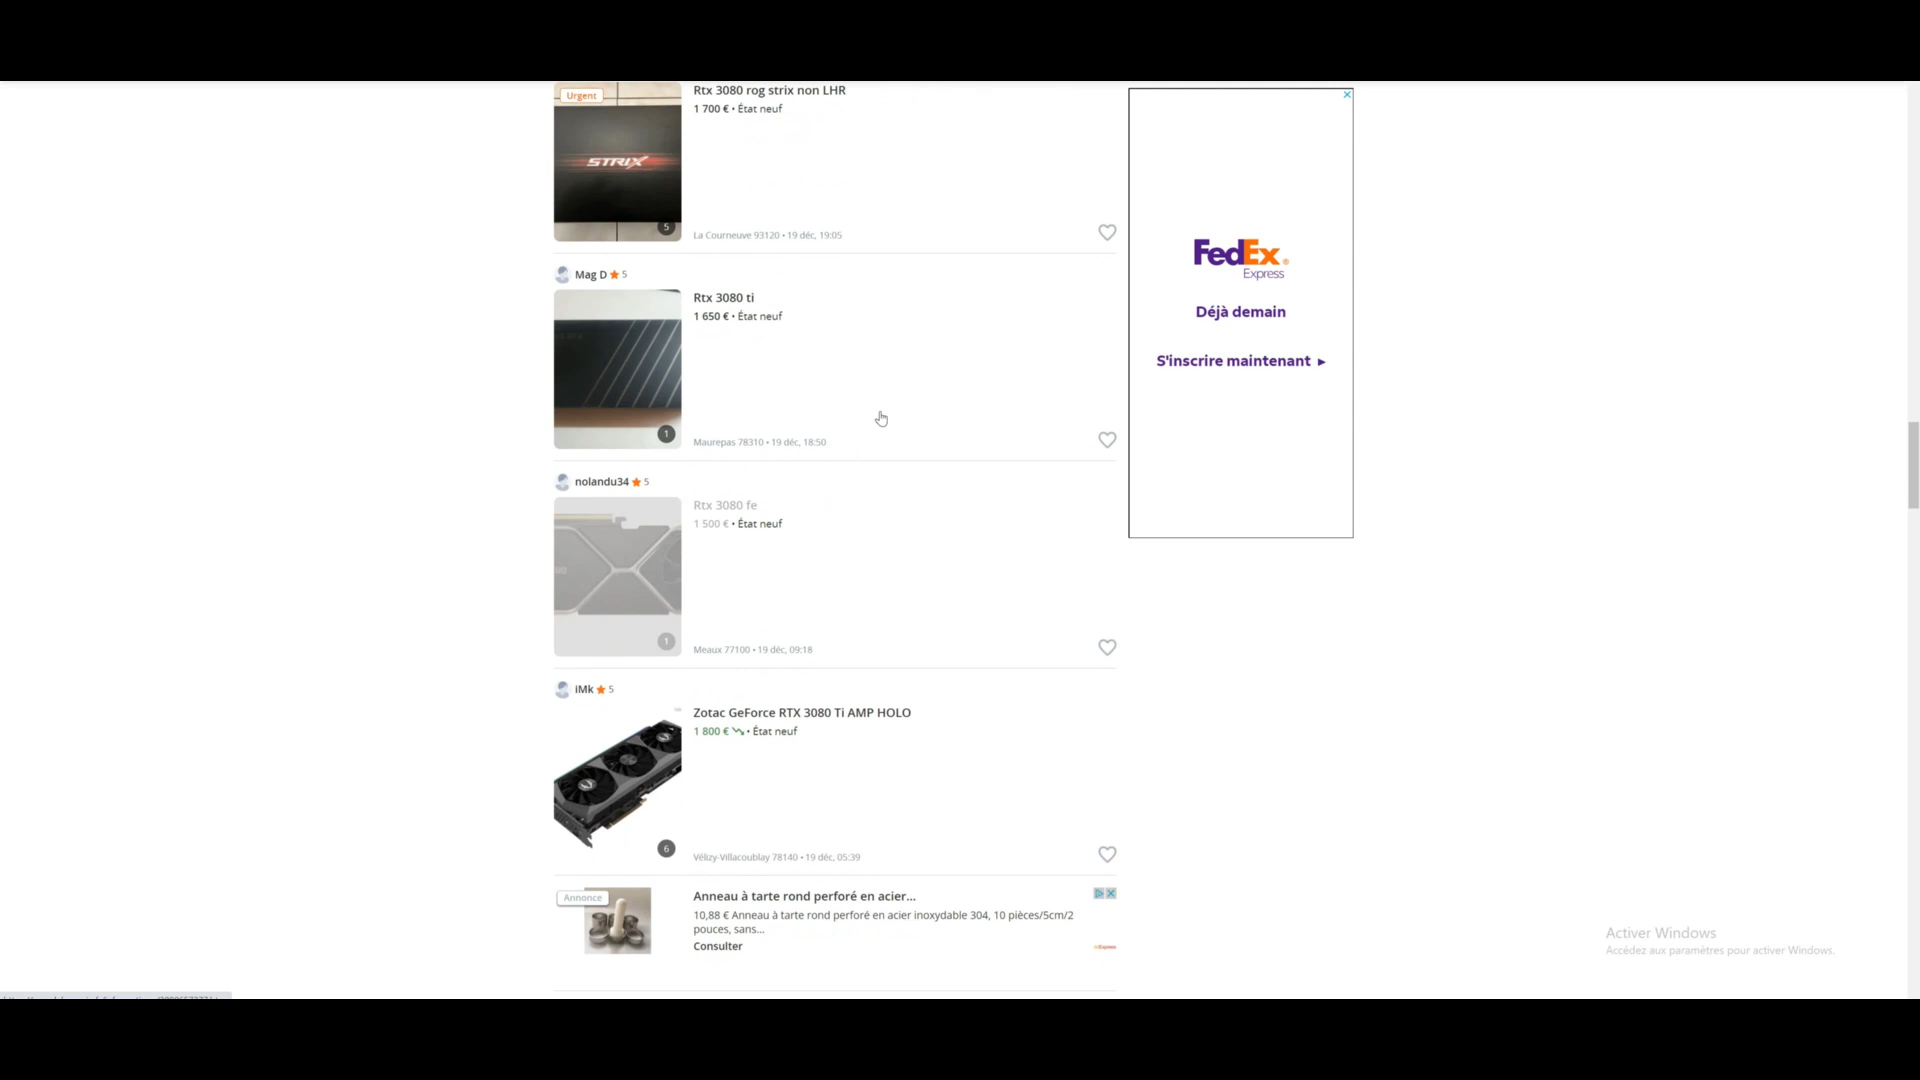 Urgent
STRIX
5
Rtx 3080 rog strix non LHR
1 700 € • État neuf
La Courneuve 93120 • 19 déc, 19:05
Mag D ★ 5
1
Rtx 3080 ti
1 650 € • État neuf
Maurepas 78310 • 19 déc, 18:50
nolandu34 ★ 5
1
Rtx 3080 fe
1 500 € • État neuf
Meaux 77100 • 19 déc, 09:18
iMk ★ 5
6
Zotac GeForce RTX 3080 Ti AMP HOLO
1 800 € • État neuf
Vélizy-Villacoublay 78140 • 19 déc, 05:39
Annonce
Anneau à tarte rond perforé en acier...
10,88 € Anneau à tarte rond perforé en acier inoxydable 304, 10 pièces/5cm/2
pouces, sans...
Consulter
FedEx
Express
Déjà demain
S'inscrire maintenant ►
Activer Windows
Accédez aux paramètres pour activer Windows.